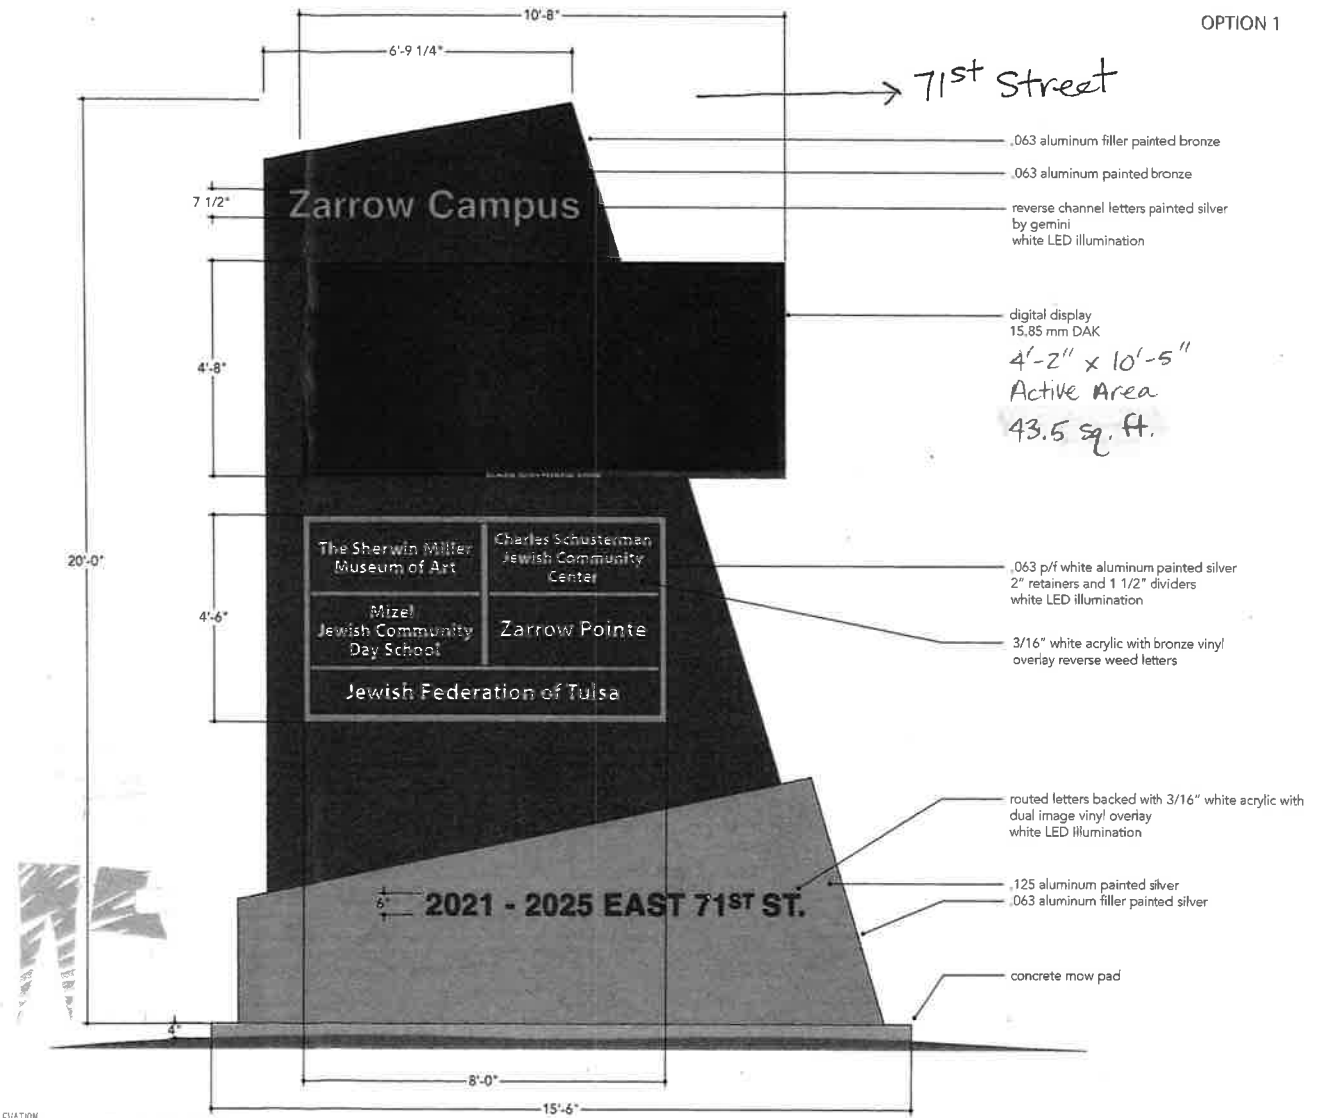 OPTION 1
10'-8"
6'-9 1/4"
71st Street
.063 aluminum filler painted bronze
.063 aluminum painted bronze
7 1/2"
Zarrow Campus
reverse channel letters painted silver
by gemini
white LED illumination
digital display
15.85 mm DAK
4'-2" x 10'-5"
Active Area
43.5 sq. ft.
4'-8"
20'-0"
4'-6"
The Sherwin Miller
Museum of Art
Charles Schusterman
Jewish Community
Center
Mizel
Jewish Community
Day School
Zarrow Pointe
Jewish Federation of Tulsa
.063 p/f white aluminum painted silver
2" retainers and 1 1/2" dividers
white LED illumination
3/16" white acrylic with bronze vinyl
overlay reverse weed letters
routed letters backed with 3/16" white acrylic with
dual image vinyl overlay
white LED illumination
6"
2021 - 2025 EAST 71ST ST.
.125 aluminum painted silver
.063 aluminum filler painted silver
concrete mow pad
4"
8'-0"
15'-6"